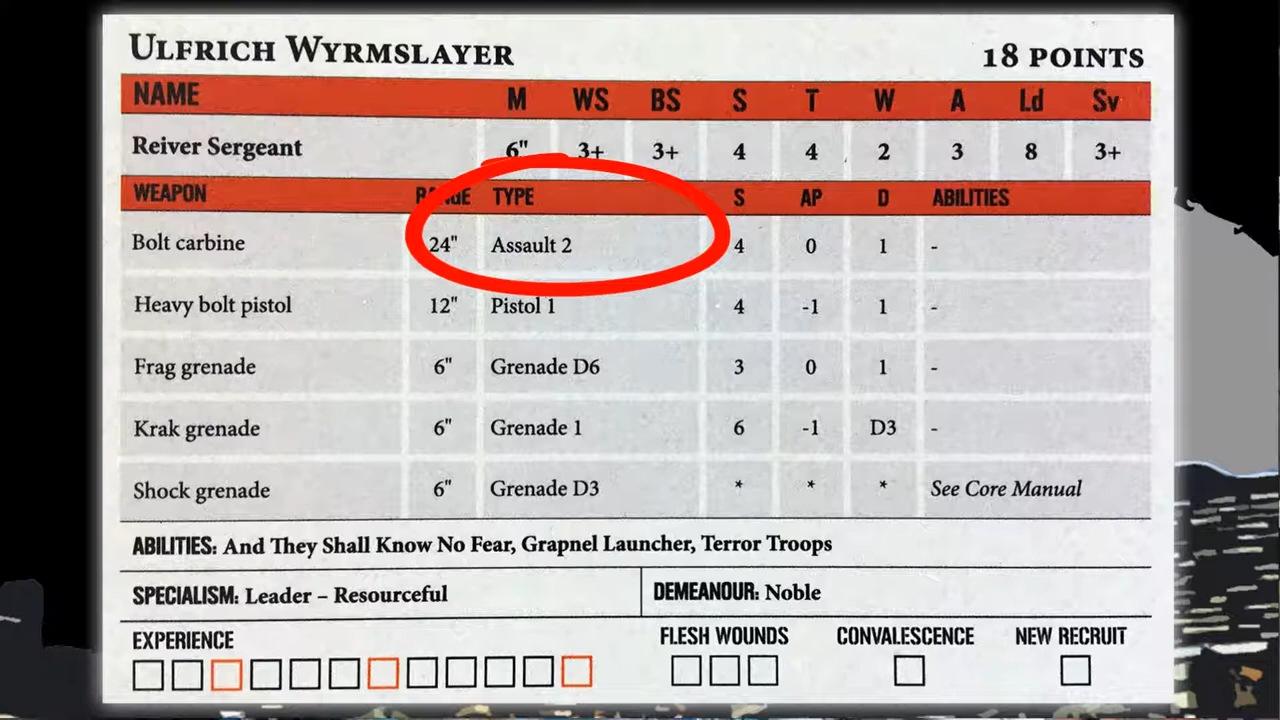 ULFRICH WYRMSLAYER 18 POINTS
NAME M WS BS S T W A Ld Sv
Reiver Sergeant 6" 3+ 3+ 4 4 2 3 8 3+
WEAPON RANGE TYPE S AP D ABILITIES
Bolt carbine 24" Assault 2 4 0 1 -
Heavy bolt pistol 12" Pistol 1 4 -1 1 -
Frag grenade 6" Grenade D6 3 0 1 -
Krak grenade 6" Grenade 1 6 -1 D3 -
Shock grenade 6" Grenade D3 * * * See Core Manual
ABILITIES: And They Shall Know No Fear, Grapnel Launcher, Terror Troops
SPECIALISM: Leader – Resourceful DEMEANOUR: Noble
EXPERIENCE FLESH WOUNDS CONVALESCENCE NEW RECRUIT